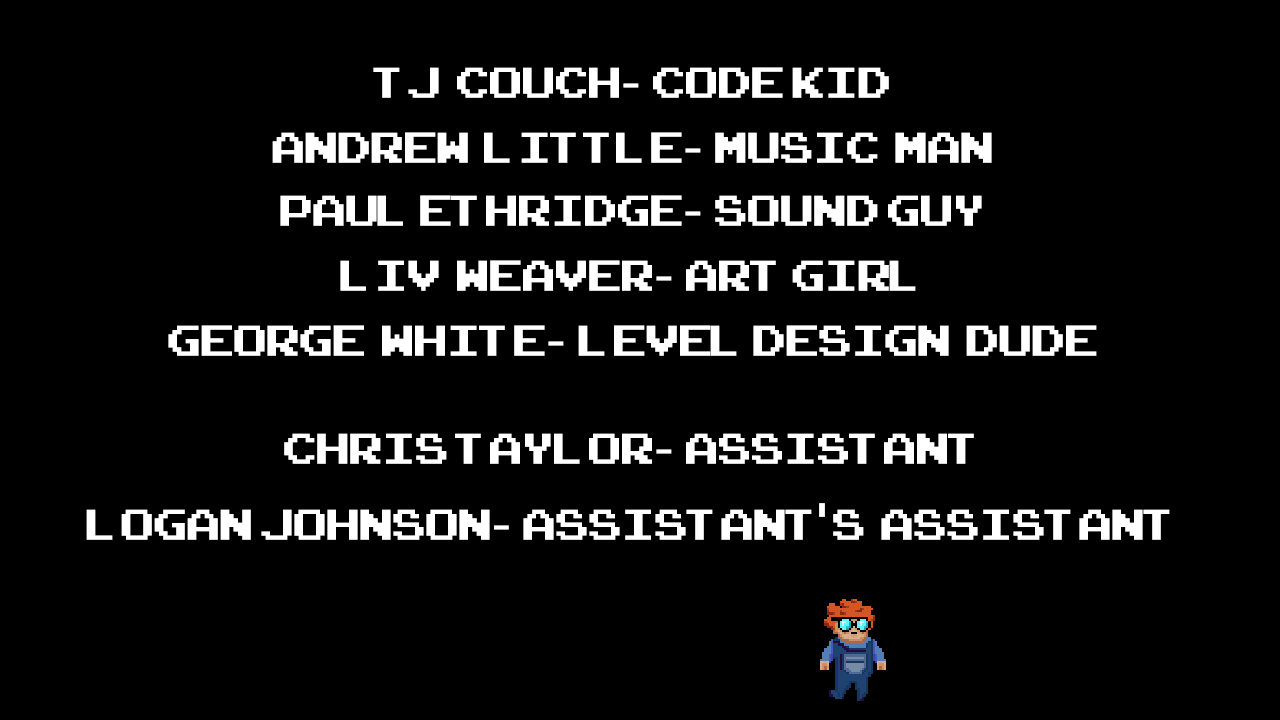 TJ COUCH- CODE KID
ANDREW LITTLE- MUSIC MAN
PAUL ETHRIDGE- SOUND GUY
LIV WEAVER- ART GIRL
GEORGE WHITE- LEVEL DESIGN DUDE
CHRIS TAYLOR- ASSISTANT
LOGAN JOHNSON- ASSISTANT'S ASSISTANT